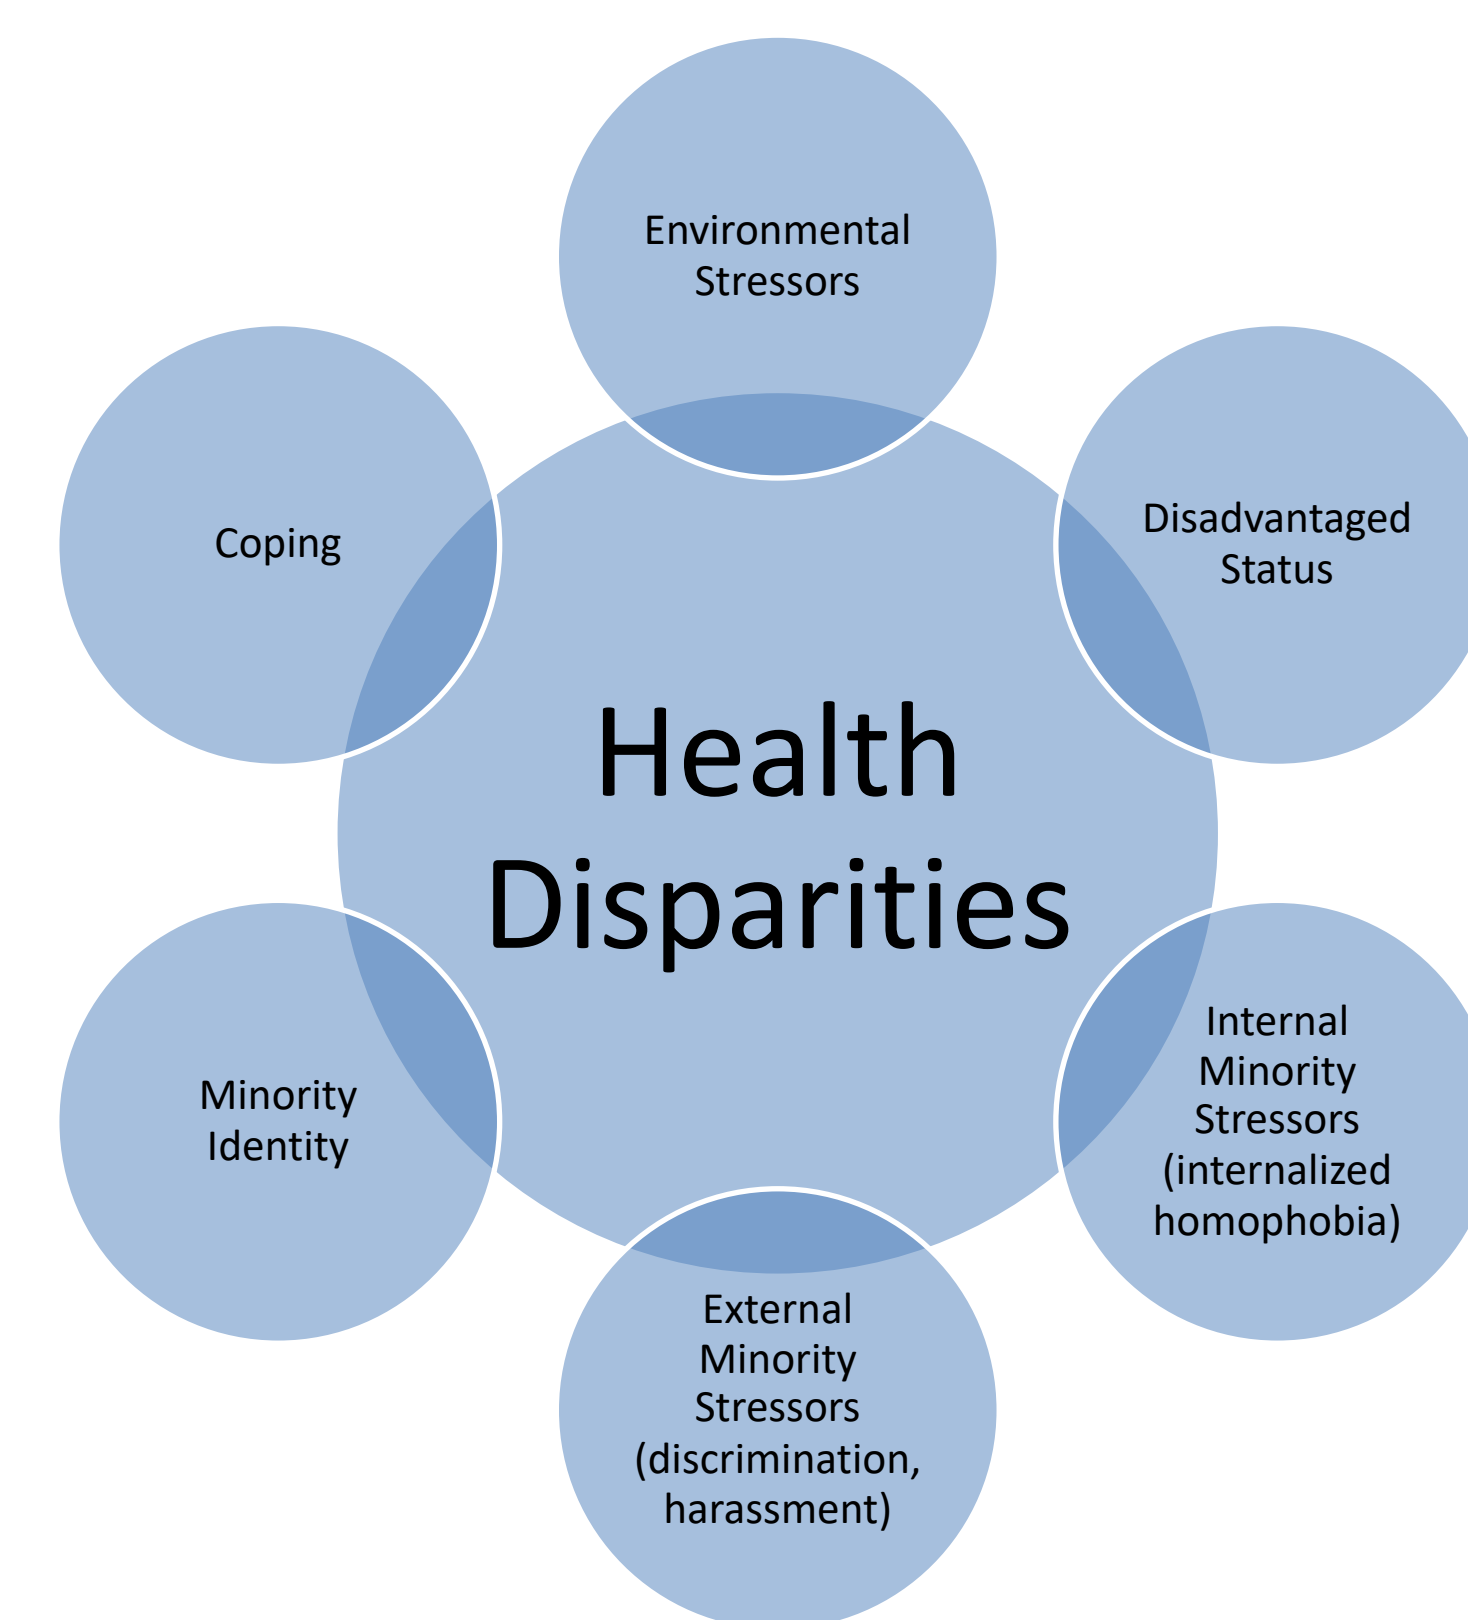 Environmental
Stressors
Disadvantaged
Status
Coping
Health
Disparities
Internal
Minority
Stressors
(internalized
homophobia)
Minority
Identity
External
Minority
Stressors
(discrimination,
harassment)